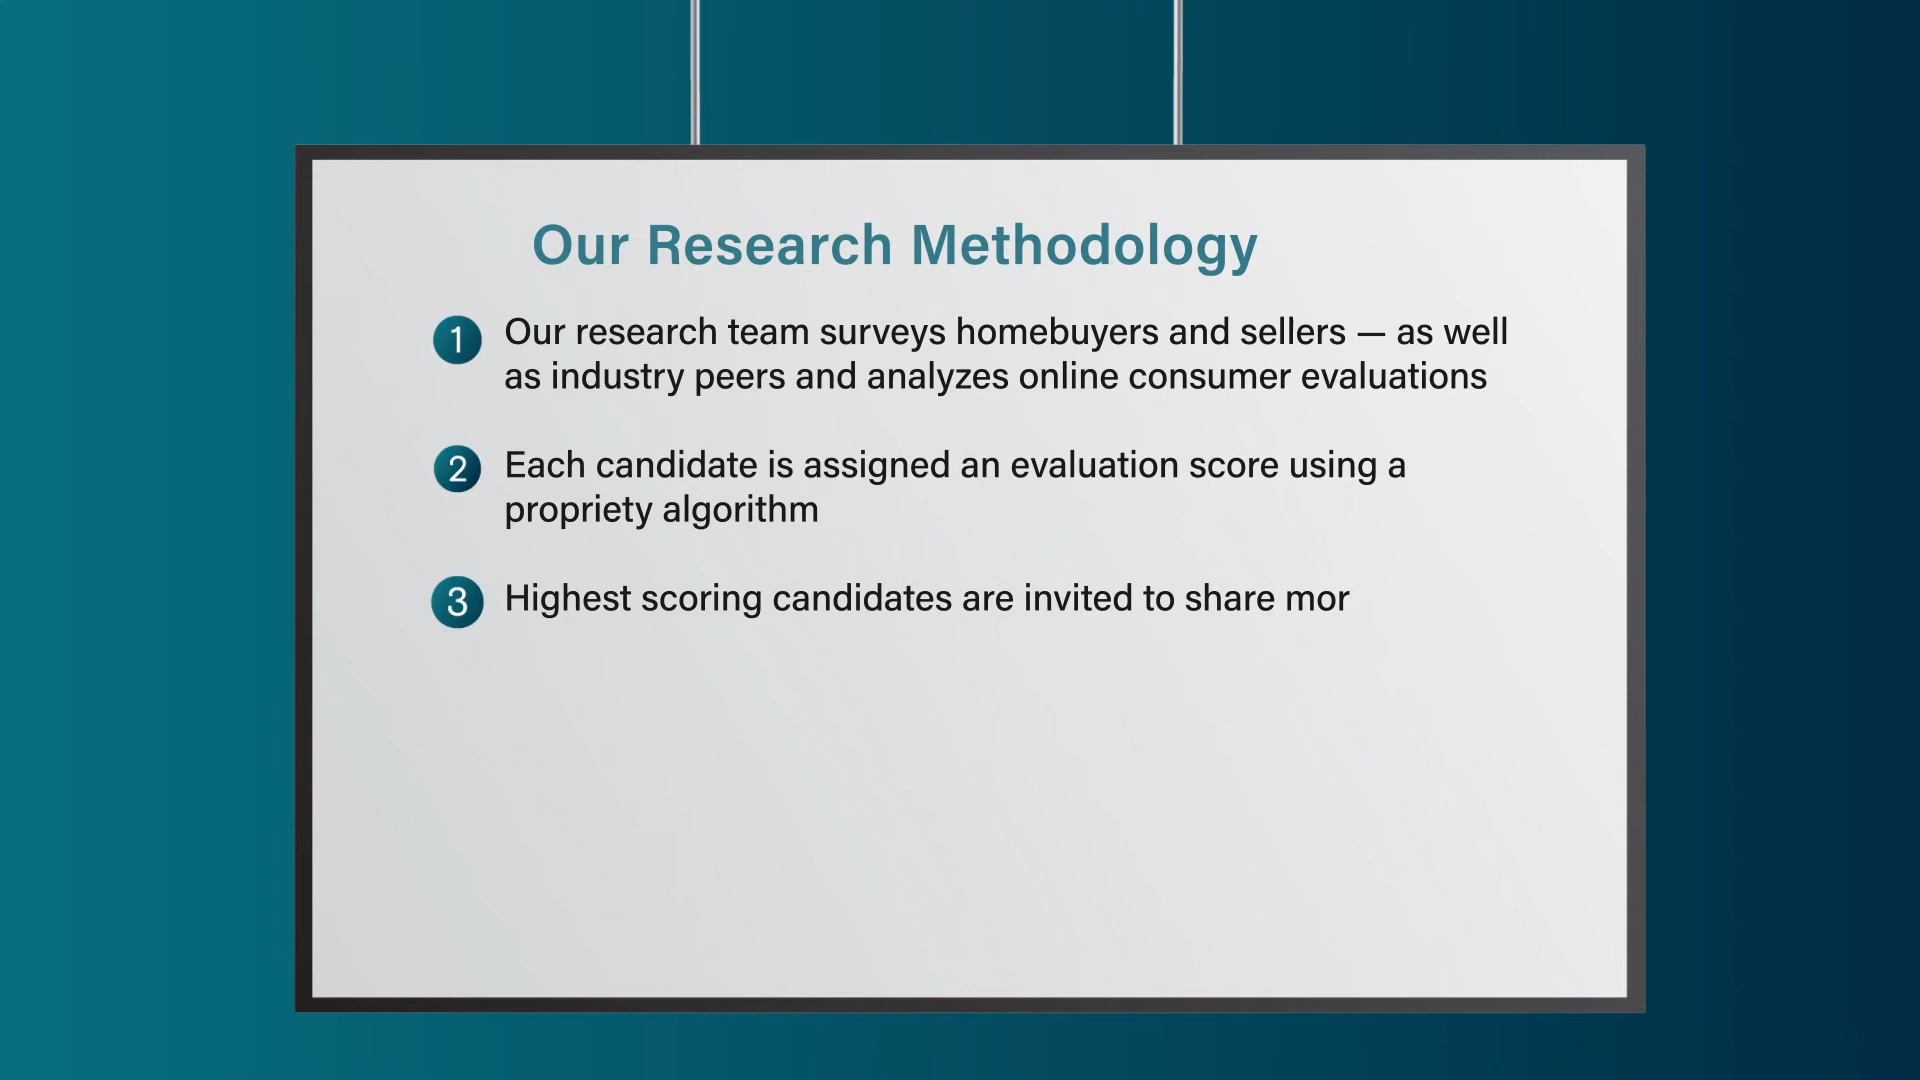 Our Research Methodology
1 Our research team surveys homebuyers and sellers — as well
as industry peers and analyzes online consumer evaluations
2 Each candidate is assigned an evaluation score using a
propriety algorithm
3 Highest scoring candidates are invited to share mor